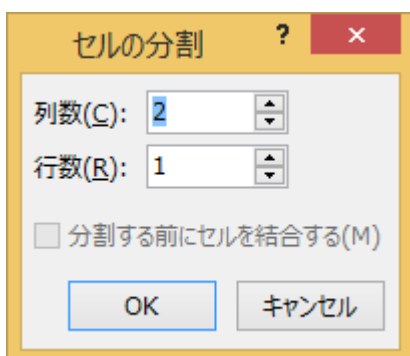 セルの分割 ? ×
列数(C): 2
行数(R): 1
分割する前にセルを結合する(M)
OK キャンセル